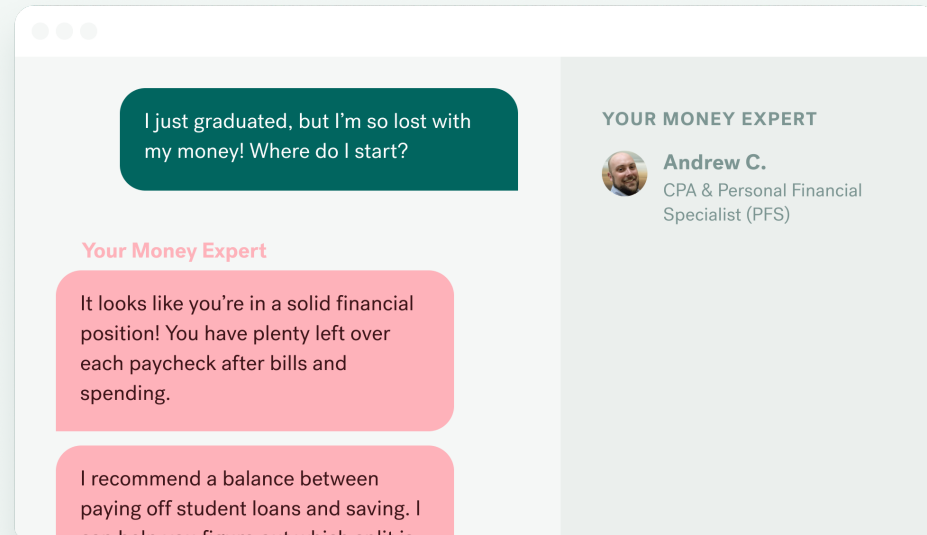 I just graduated, but I'm so lost with
my money! Where do I start?
YOUR MONEY EXPERT
Andrew C.
CPA & Personal Financial
Specialist (PFS)
Your Money Expert
It looks like you're in a solid financial
position! You have plenty left over
each paycheck after bills and
spending.
I recommend a balance between
paying off student loans and saving. I